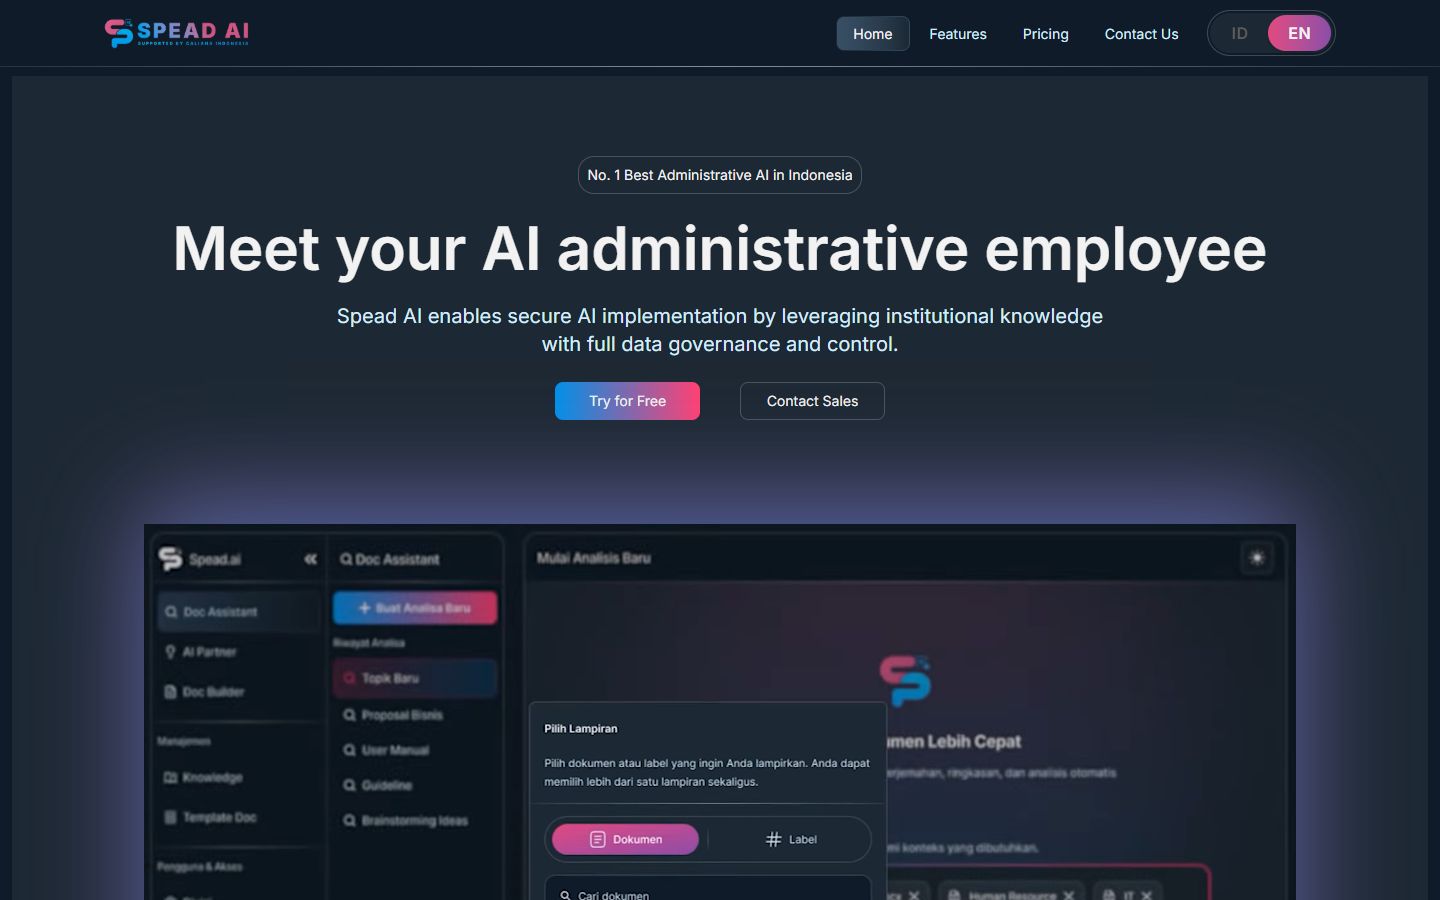 SPEAD AI
SUPPORTED BY DALISHA INDONESIA
Home
Features
Pricing
Contact Us
ID
EN
No. 1 Best Administrative AI in Indonesia
Meet your AI administrative employee
Spead AI enables secure AI implementation by leveraging institutional knowledge
with full data governance and control.
Try for Free
Contact Sales
Spead.ai
Doc Assistant
AI Partner
Doc Builder
Manajemen
Knowledge
Template Doc
Pengguna & Akses
Doc Assistant
Buat Analisa Baru
Riwayat Analisa
Topik Baru
Proposal Bisnis
User Manual
Guideline
Brainstorming Ideas
Mulai Analisis Baru
Lebih Cepat
ringkasan, dan analisis otomatis
konteks yang dibutuhkan.
Pilih Lampiran
Pilih dokumen atau label yang ingin Anda lampirkan. Anda dapat
memilih lebih dari satu lampiran sekaligus.
Dokumen
Label
Cari dokumen
Human Resource
IT